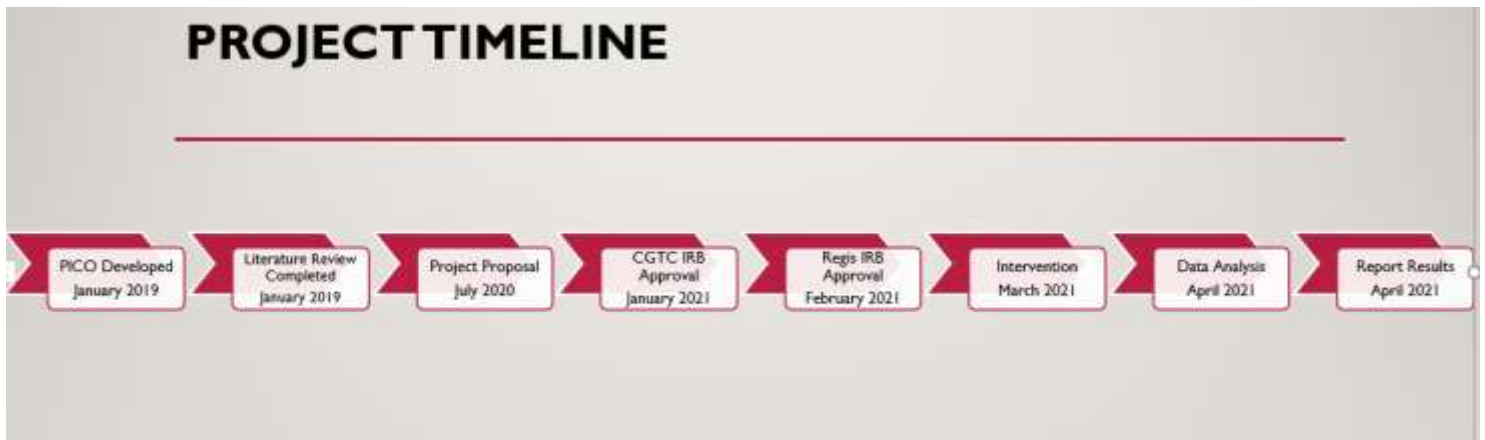 PROJECT TIMELINE
PICO Developed
January 2019
Literature Review
Completed
January 2019
Project Proposal
July 2020
CGTC IRB
Approval
January 2021
Regis IRB
Approval
February 2021
Intervention
March 2021
Data Analysis
April 2021
Report Results
April 2021